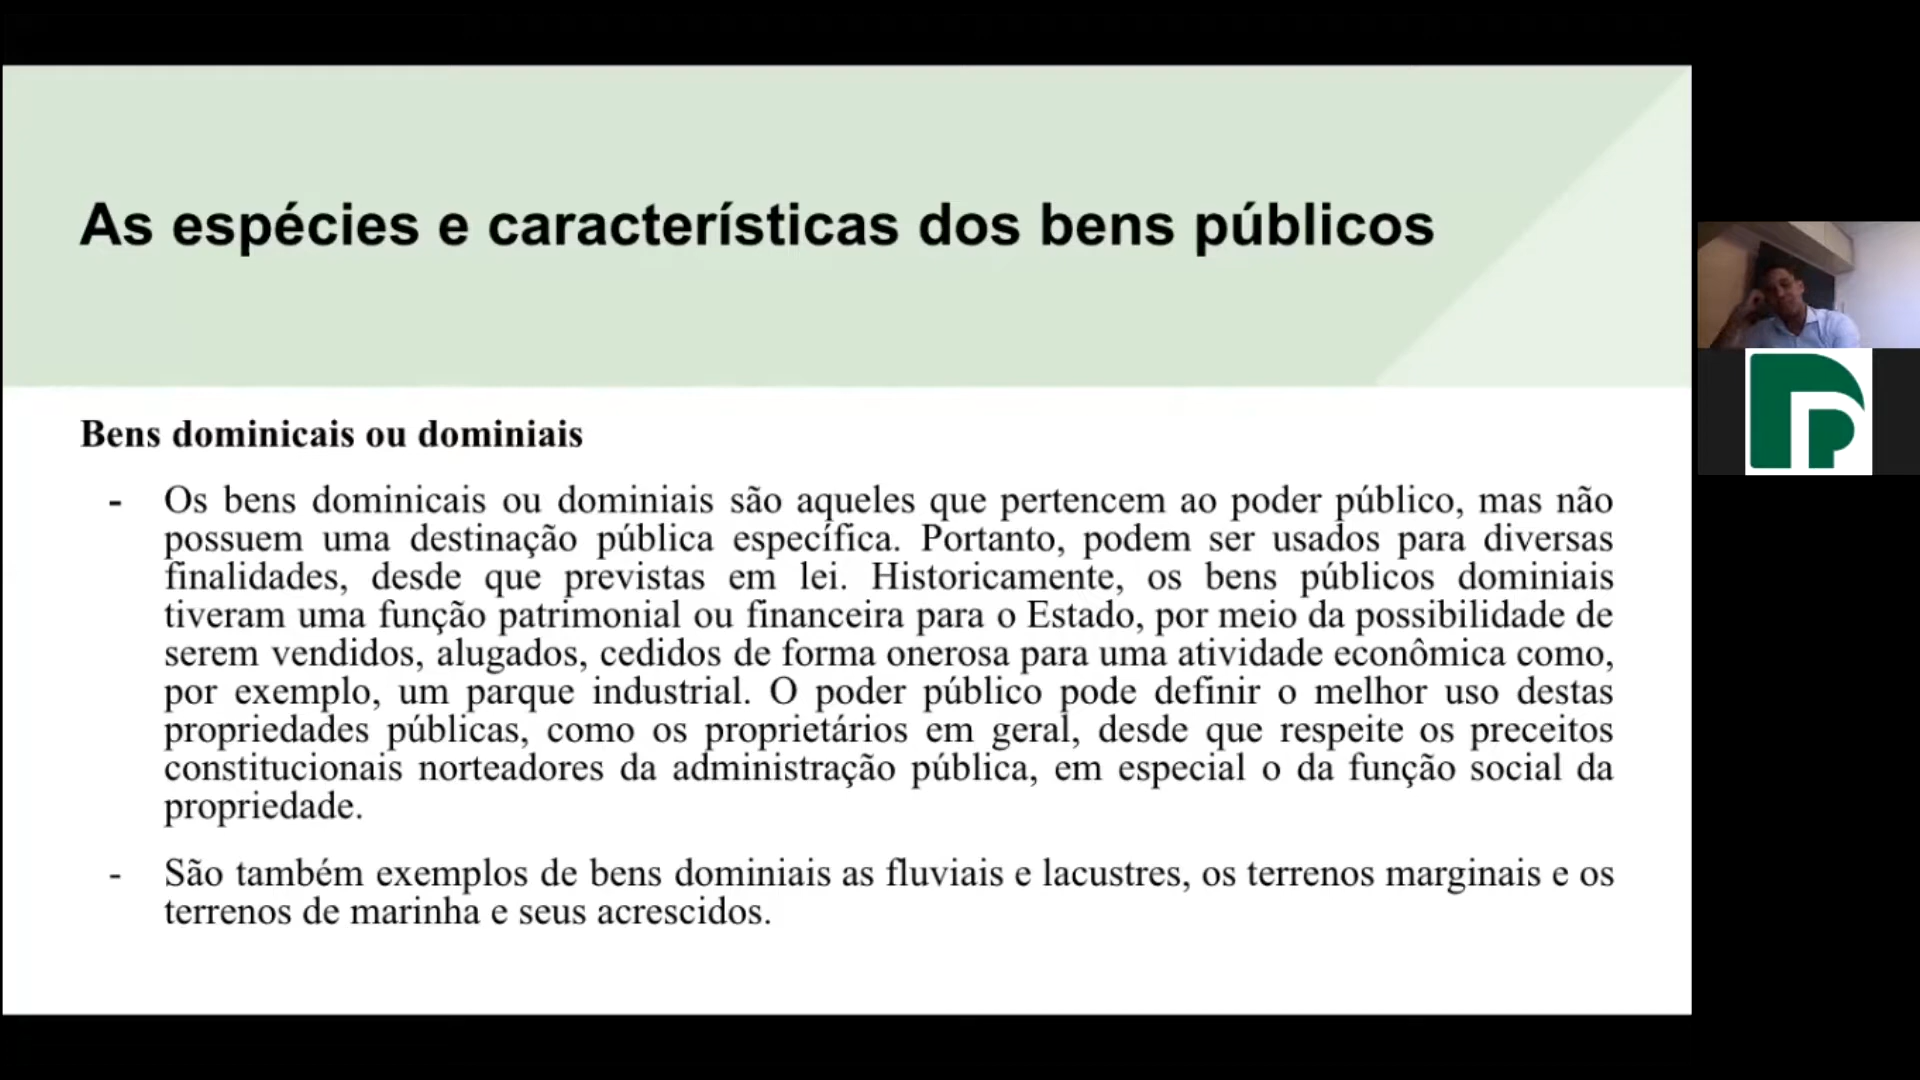 As espécies e características dos bens públicos
Bens dominicais ou dominiais
- Os bens dominicais ou dominiais são aqueles que pertencem ao poder público, mas não
possuem uma destinação pública específica. Portanto, podem ser usados para diversas
finalidades, desde que previstas em lei. Historicamente, os bens públicos dominiais
tiveram uma função patrimonial ou financeira para o Estado, por meio da possibilidade de
serem vendidos, alugados, cedidos de forma onerosa para uma atividade econômica como,
por exemplo, um parque industrial. O poder público pode definir o melhor uso destas
propriedades públicas, como os proprietários em geral, desde que respeite os preceitos
constitucionais norteadores da administração pública, em especial o da função social da
propriedade.
- São também exemplos de bens dominiais as fluviais e lacustres, os terrenos marginais e os
terrenos de marinha e seus acrescidos.